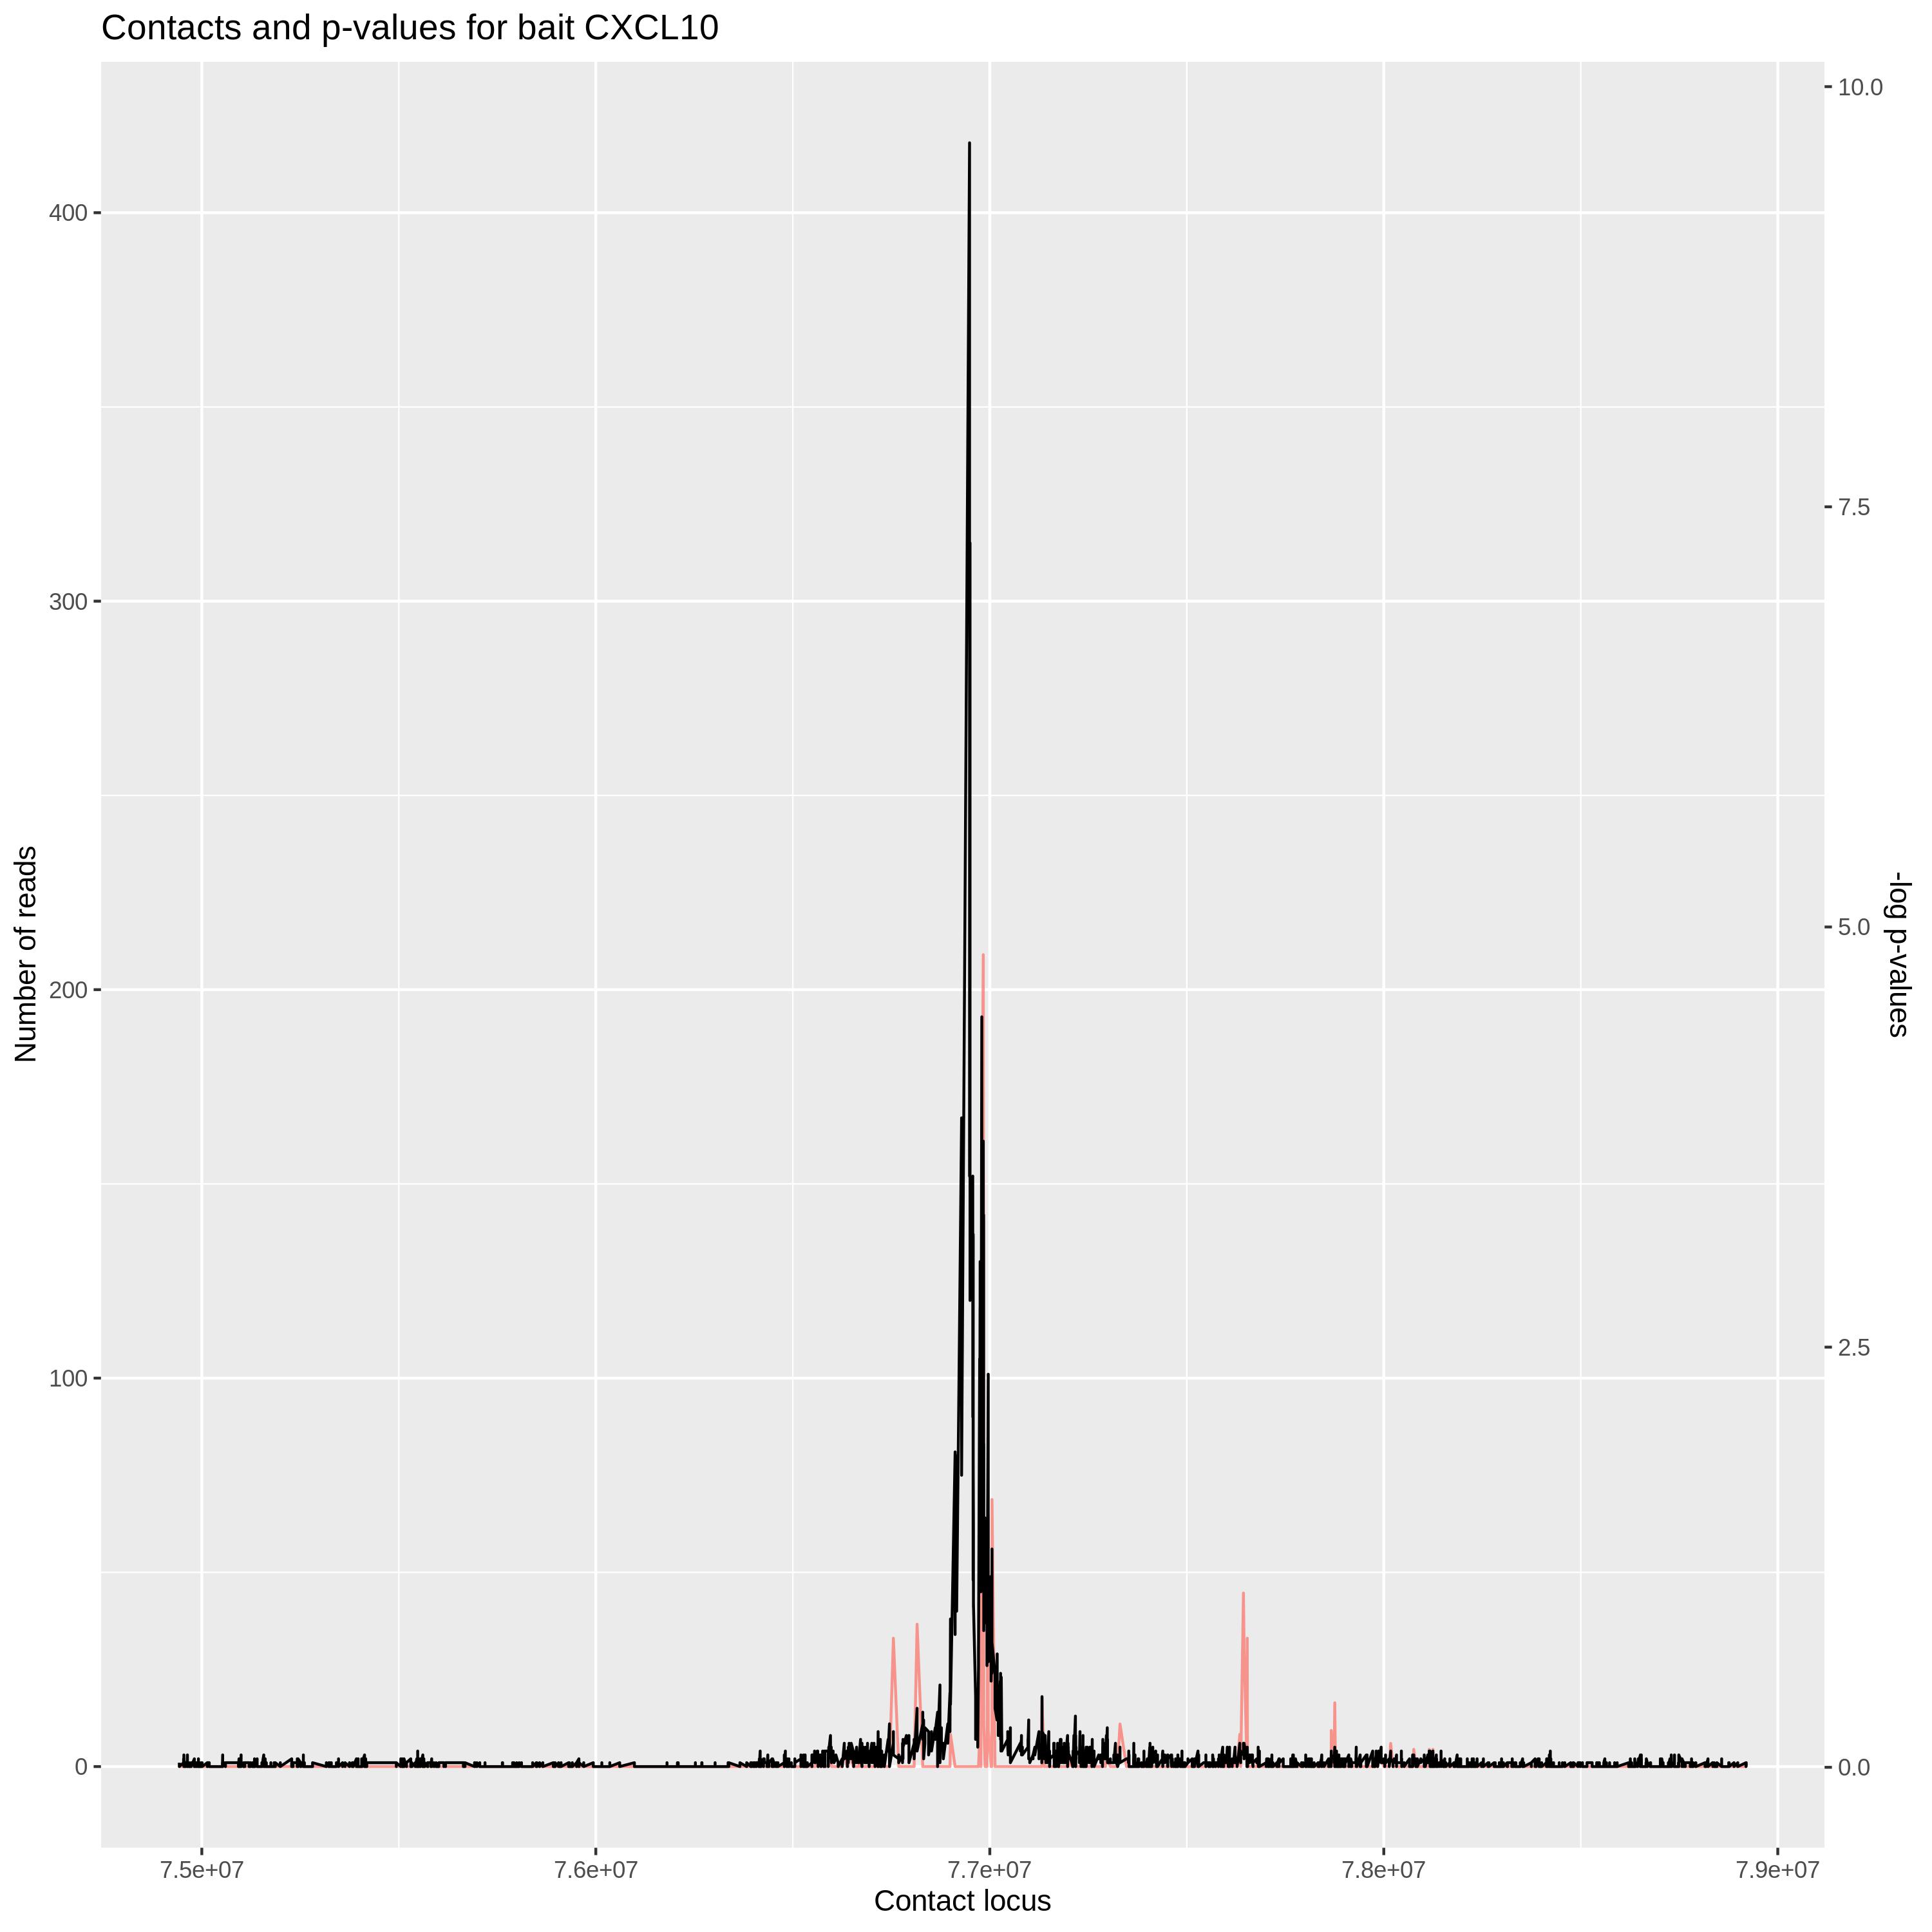 Contacts and p-values for bait CXCL10
Number of reads
400
300
200
100
0
10.0
7.5
5.0
2.5
0.0
-log p-values
7.5e+07
7.6e+07
7.7e+07
7.8e+07
7.9e+07
Contact locus